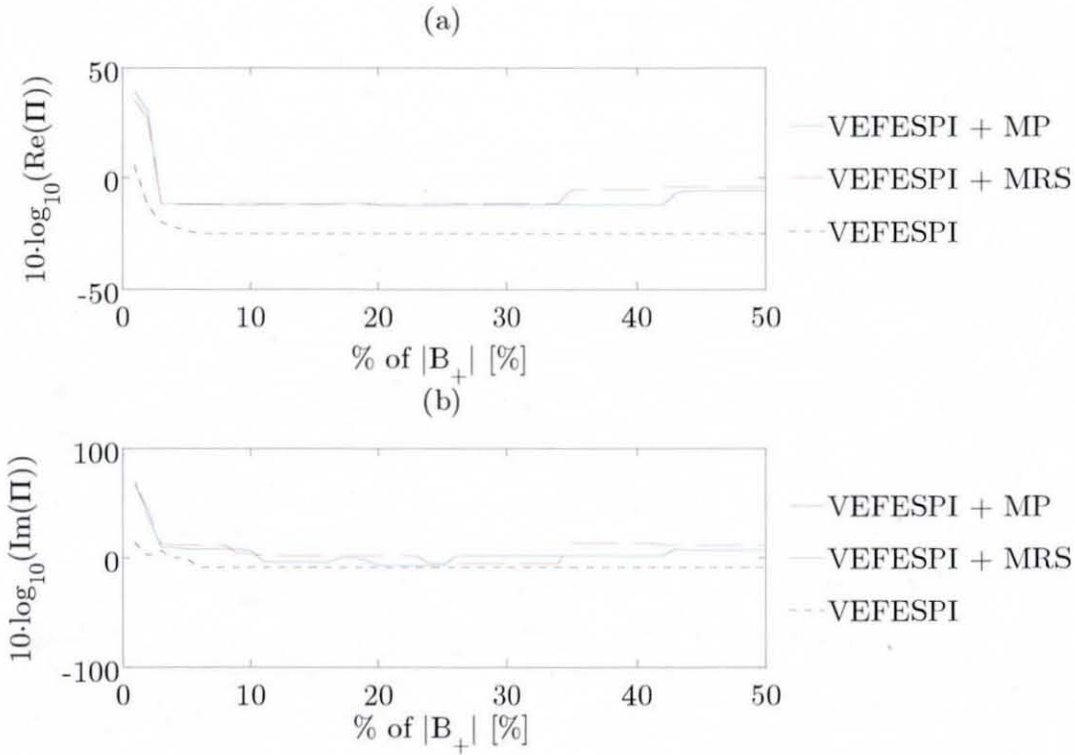 (a)
10·log10(Re(Π))
50
0
-50
0 10 20 30 40 50
% of |B+| [%]
VEFESPI + MP
VEFESPI + MRS
VEFESPI
(b)
10·log10(Im(Π))
100
0
-100
0 10 20 30 40 50
% of |B+| [%]
VEFESPI + MP
VEFESPI + MRS
VEFESPI